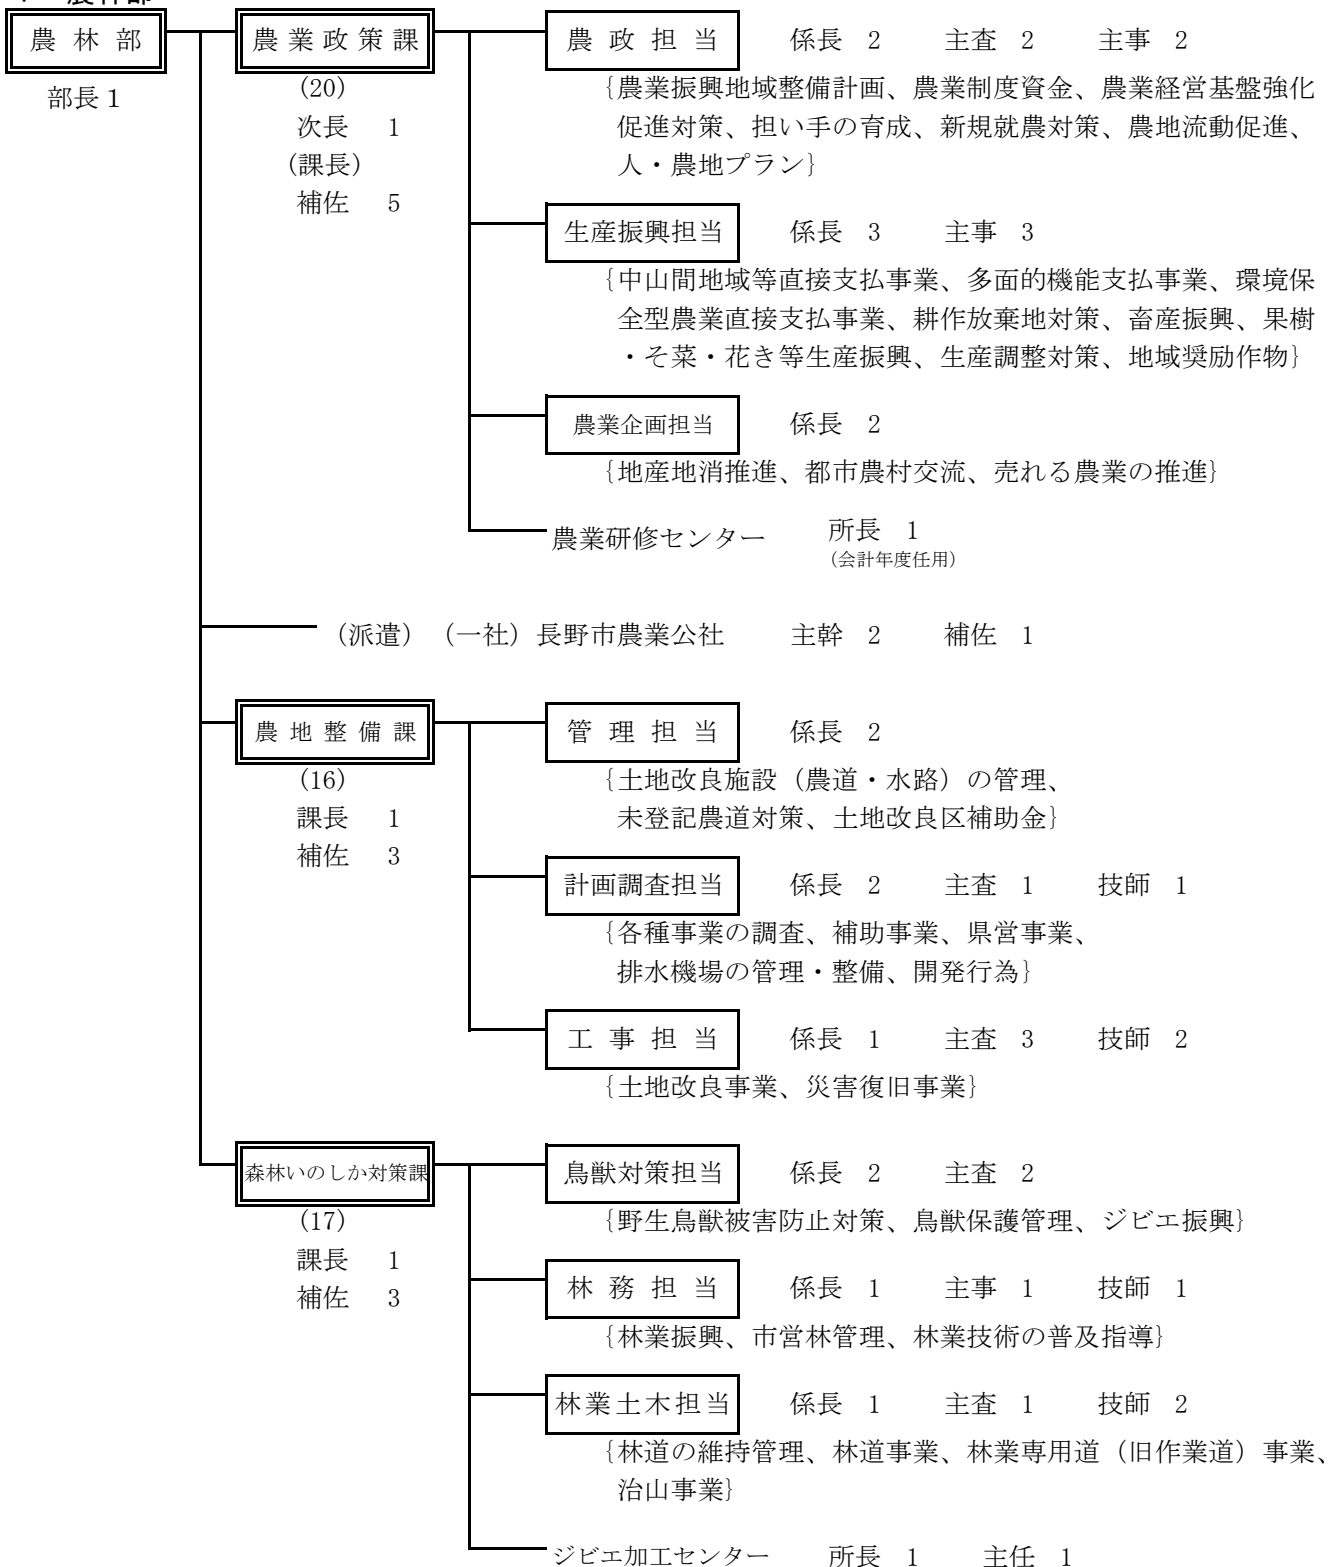 農林部
農業政策課
農政担当 係長 2 主査 2 主事 2
部長1
(20)
次長 1
(課長)
補佐 5
{農業振興地域整備計画、農業制度資金、農業経営基盤強化
促進対策、担い手の育成、新規就農対策、農地流動促進、
人・農地プラン}
生産振興担当 係長 3 主事 3
{中山間地域等直接支払事業、多面的機能支払事業、環境保
全型農業直接支払事業、耕作放棄地対策、畜産振興、果樹
・そ菜・花き等生産振興、生産調整対策、地域奨励作物}
農業企画担当 係長 2
{地産地消推進、都市農村交流、売れる農業の推進}
農業研修センター 所長 1
(会計年度任用)
(派遣)(一社)長野市農業公社 主幹 2 補佐 1
農地整備課
(16)
課長 1
補佐 3
管理担当 係長 2
{土地改良施設(農道・水路)の管理、
未登記農道対策、土地改良区補助金}
計画調査担当 係長 2 主査 1 技師 1
{各種事業の調査、補助事業、県営事業、
排水機場の管理・整備、開発行為}
工事担当 係長 1 主査 3 技師 2
{土地改良事業、災害復旧事業}
森林いのしか対策課
(17)
課長 1
補佐 3
鳥獣対策担当 係長 2 主査 2
{野生鳥獣被害防止対策、鳥獣保護管理、ジビエ振興}
林務担当 係長 1 主事 1 技師 1
{林業振興、市営林管理、林業技術の普及指導}
林業土木担当 係長 1 主査 1 技師 2
{林道の維持管理、林道事業、林業専用道(旧作業道)事業、
治山事業}
ジビエ加工センター 所長 1 主任 1